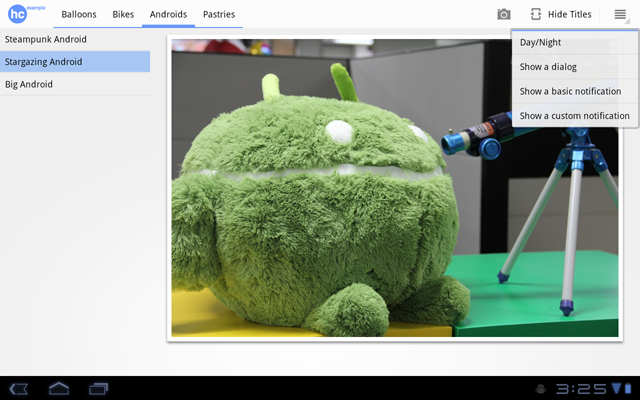 hc example
Balloons Bikes Androids Pastries
Hide Titles
Steampunk Android
Stargazing Android
Big Android
Day/Night
Show a dialog
Show a basic notification
Show a custom notification
3:25